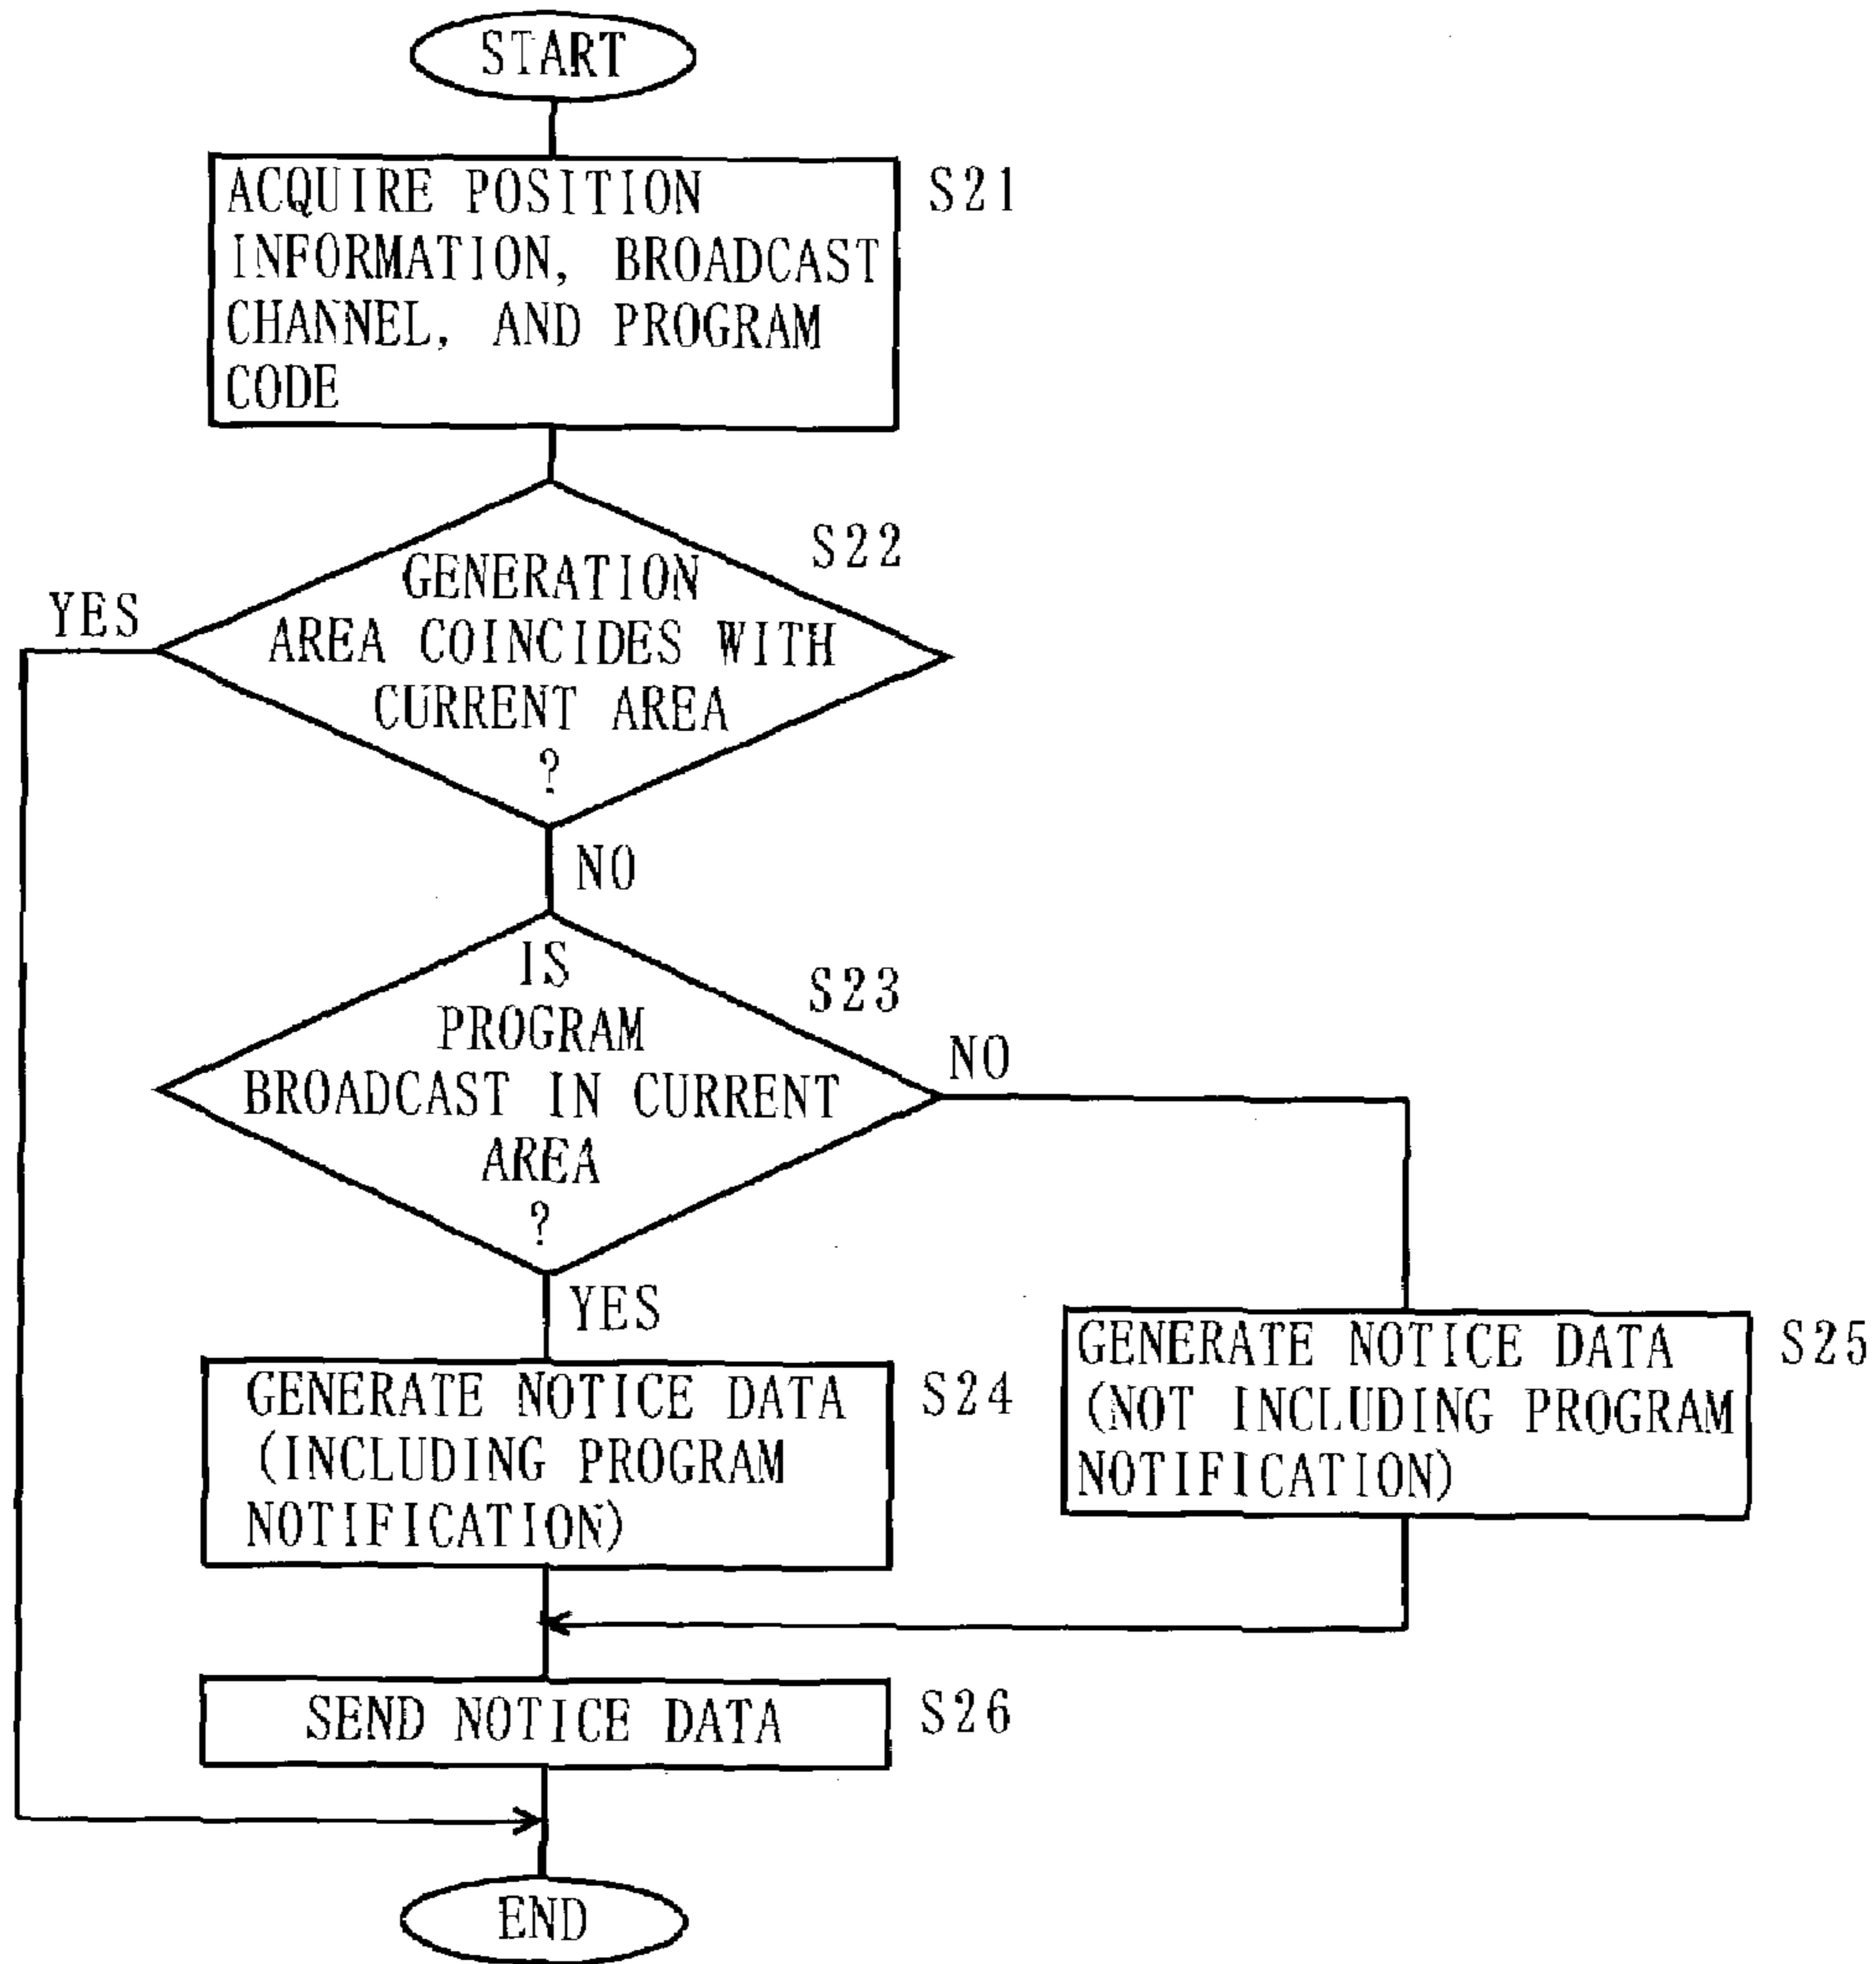 START
ACQUIRE POSITION
INFORMATION, BROADCAST
CHANNEL, AND PROGRAM
CODE
S21
S22
GENERATION
AREA COINCIDES WITH
CURRENT AREA
?
YES
NO
IS
PROGRAM
BROADCAST IN CURRENT
AREA
?
S23
NO
YES
GENERATE NOTICE DATA
(INCLUDING PROGRAM
NOTIFICATION)
S24
GENERATE NOTICE DATA
(NOT INCLUDING PROGRAM
NOTIFICATION)
S25
SEND NOTICE DATA
S26
END